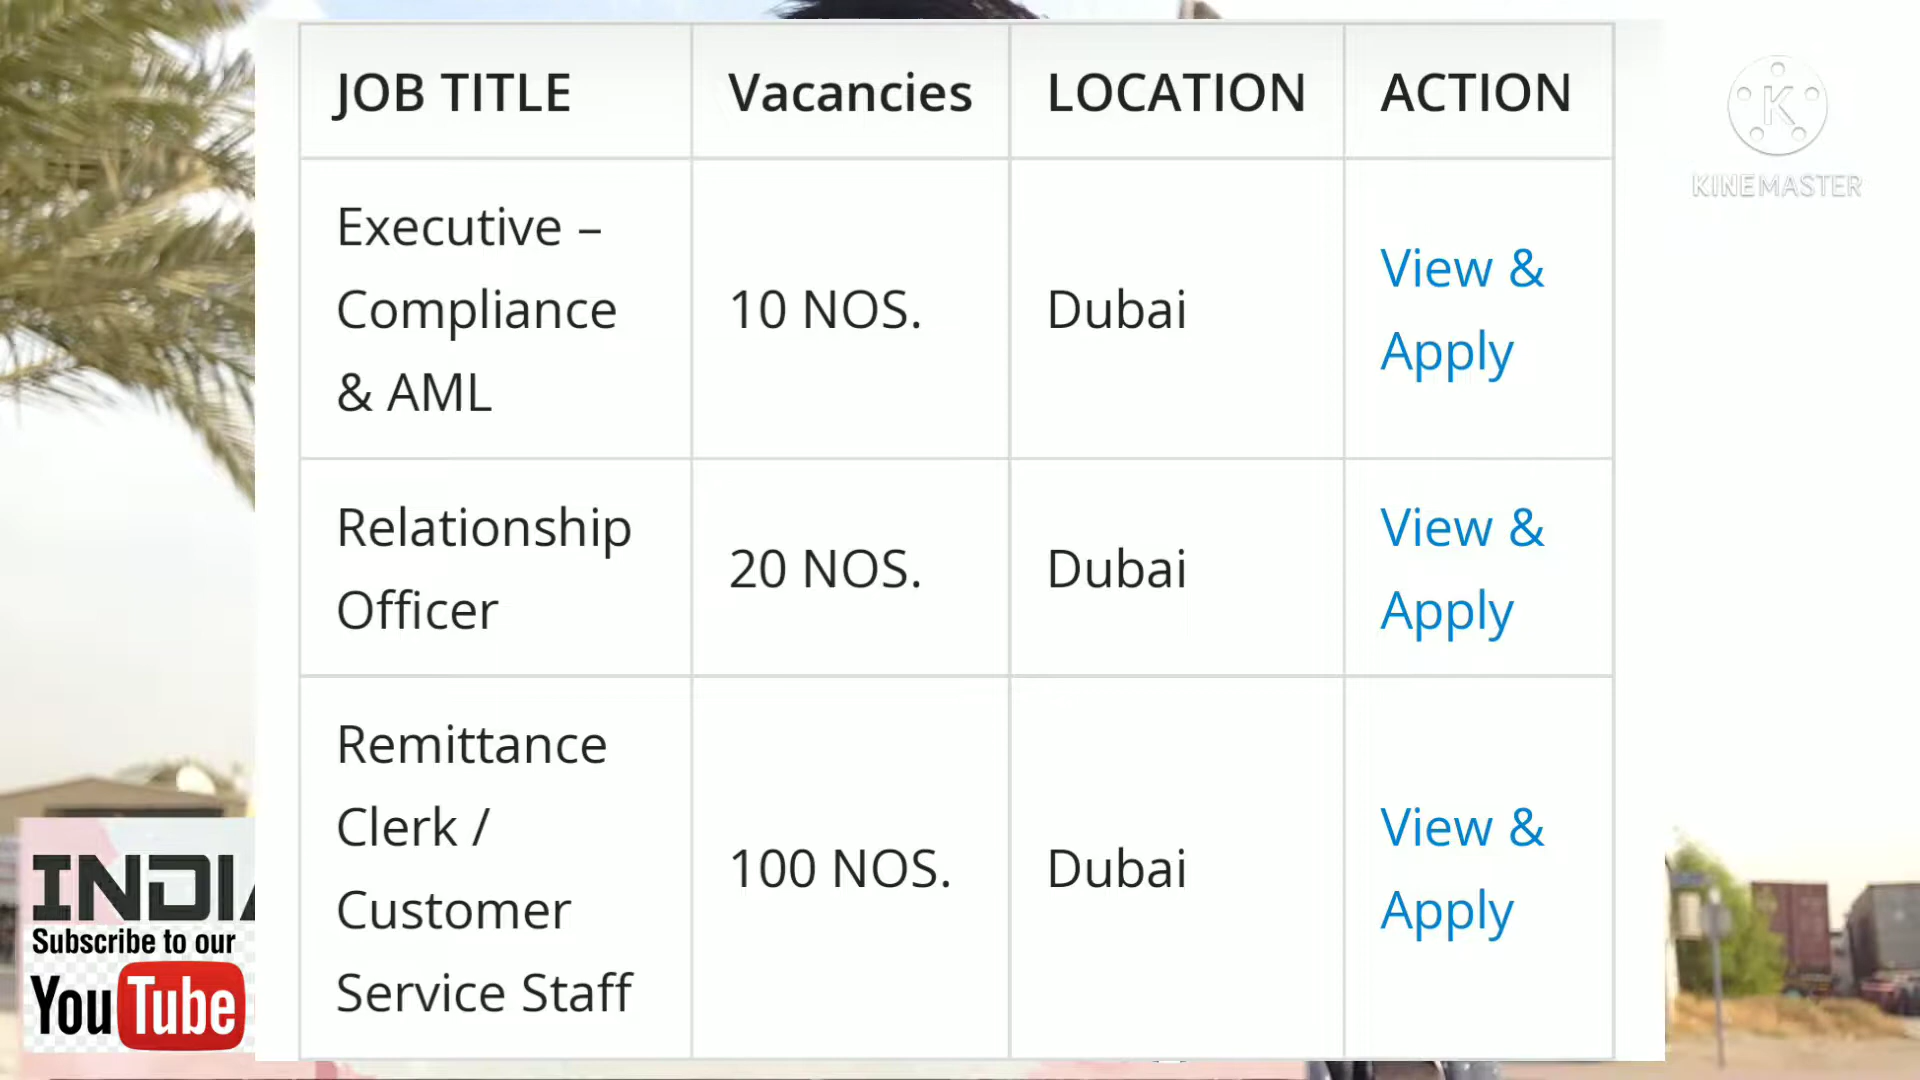 JOB TITLE Vacancies LOCATION ACTION
Executive –
Compliance
& AML
10 NOS.
Dubai
View &
Apply
Relationship
Officer
20 NOS.
Dubai
View &
Apply
Remittance
Clerk /
Customer
Service Staff
100 NOS.
Dubai
View &
Apply
K
KINEMASTER
INDIA
Subscribe to our
YouTube